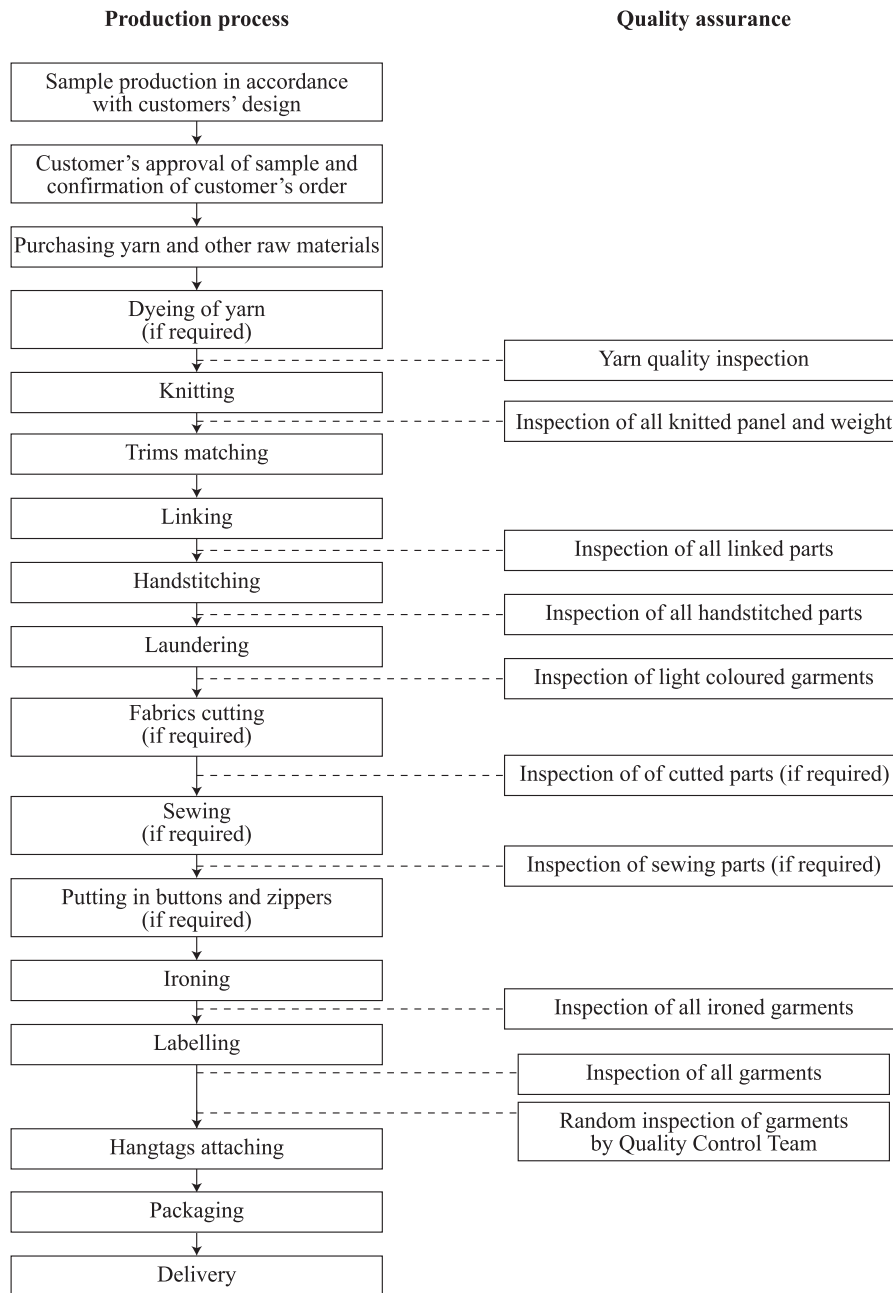 Production process
Quality assurance
Sample production in accordance
with customers’ design
Customer’s approval of sample and
confirmation of customer’s order
Purchasing yarn and other raw materials
Dyeing of yarn
(if required)
Yarn quality inspection
Knitting
Inspection of all knitted panel and weight
Trims matching
Linking
Inspection of all linked parts
Handstitching
Inspection of all handstitched parts
Laundering
Inspection of light coloured garments
Fabrics cutting
(if required)
Inspection of of cutted parts (if required)
Sewing
(if required)
Inspection of sewing parts (if required)
Putting in buttons and zippers
(if required)
Ironing
Inspection of all ironed garments
Labelling
Inspection of all garments
Random inspection of garments
by Quality Control Team
Hangtags attaching
Packaging
Delivery